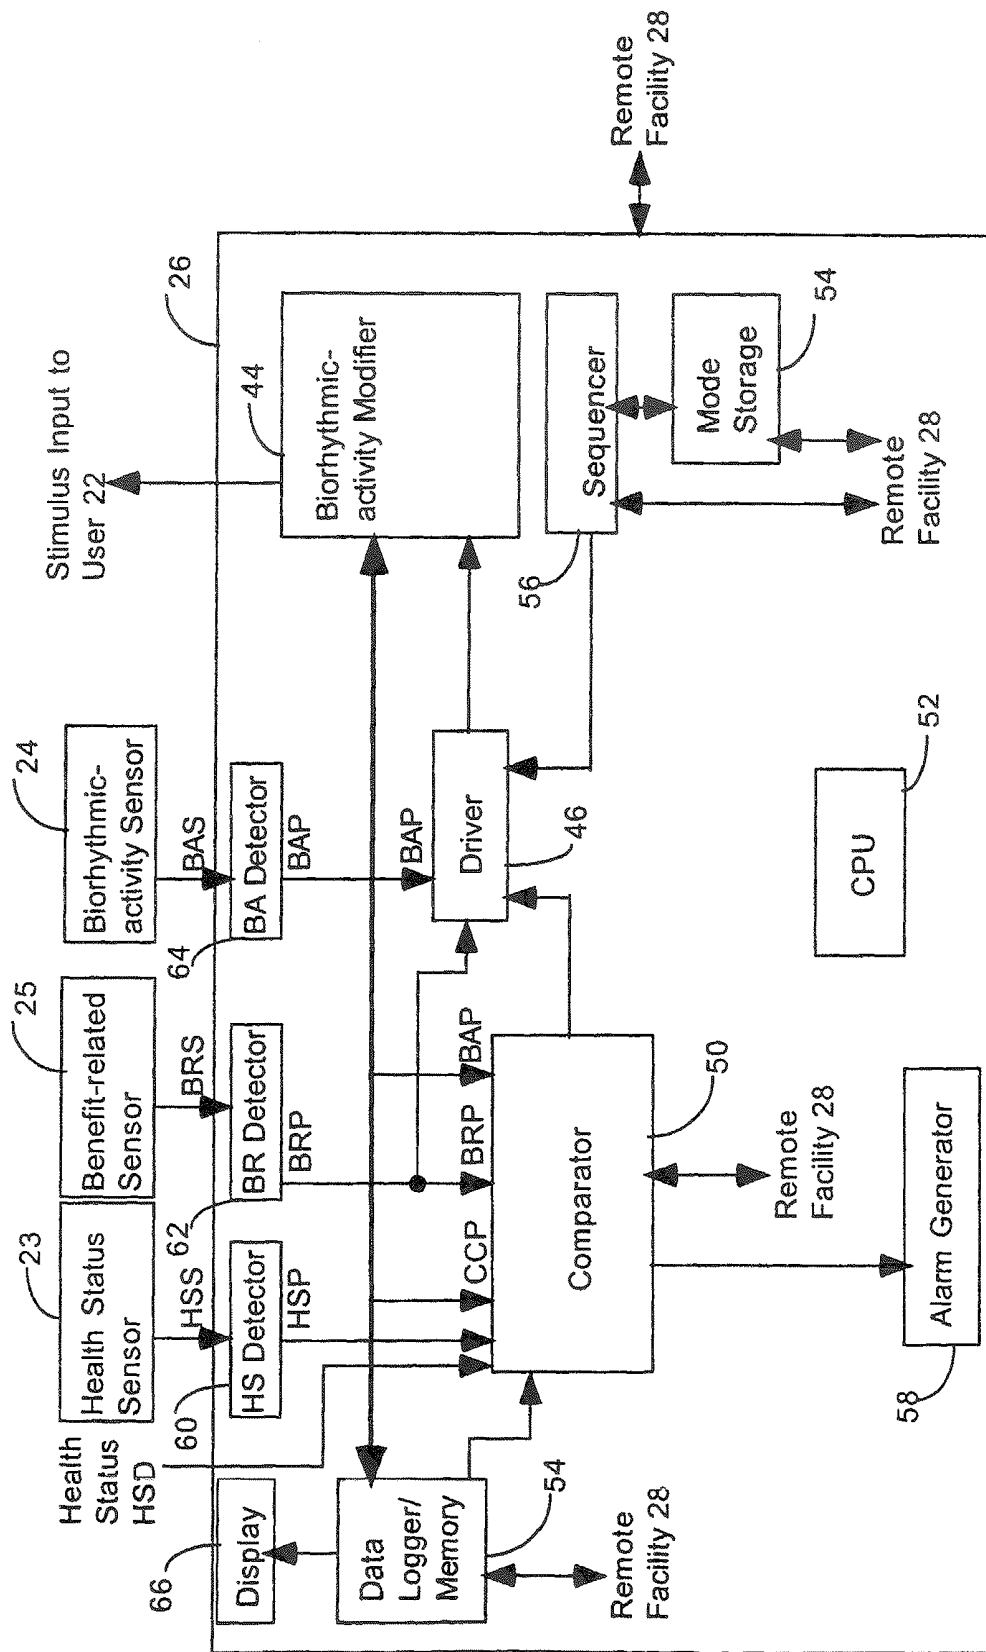 Health
Status
HSD
23
Health Status
Sensor
HSS
25
Benefit-related
Sensor
BRS
24
Biorhythmic-
activity Sensor
BAS
Stimulus Input to
User 22
26
66
Display
60
HS Detector
HSP
62
BR Detector
BRP
64
BA Detector
BAP
44
Biorhythmic-
activity Modifier
Data
Logger/
Memory
54
Remote
Facility 28
CCP
BRP
BAP
Comparator
50
Remote
Facility 28
BAP
Driver
46
56
Sequencer
Mode
Storage
54
Remote
Facility 28
Remote
Facility 28
58
Alarm Generator
CPU
52